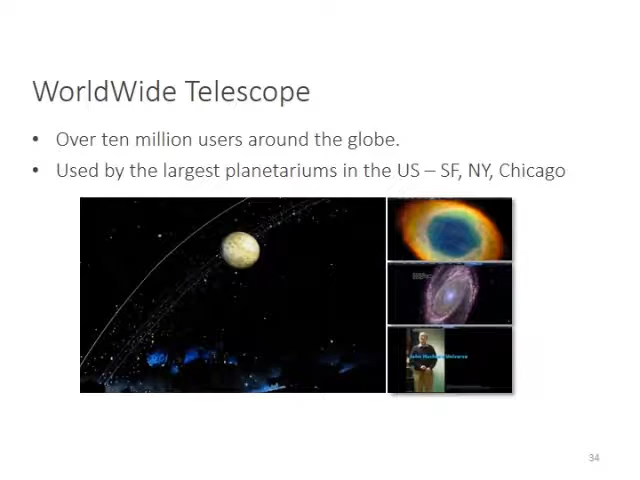 WorldWide Telescope
• Over ten million users around the globe.
• Used by the largest planetariums in the US – SF, NY, Chicago
Universe
34